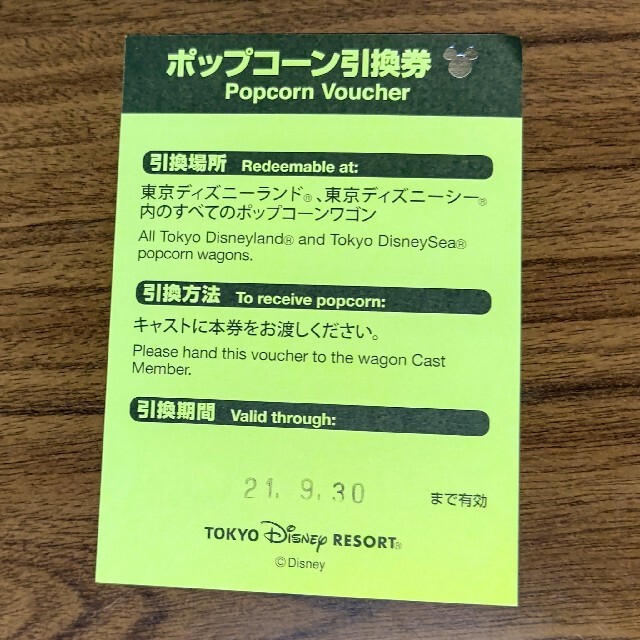 ポップコーン引換券
Popcorn Voucher
引換場所 Redeemable at:
東京ディズニーランド®、東京ディズニーシー®
内のすべてのポップコーンワゴン
All Tokyo Disneyland® and Tokyo DisneySea®
popcorn wagons.
引換方法 To receive popcorn:
キャストに本券をお渡しください。
Please hand this voucher to the wagon Cast
Member.
引換期間 Valid through:
21. 9. 30 まで有効
TOKYO Disney RESORT®
©Disney